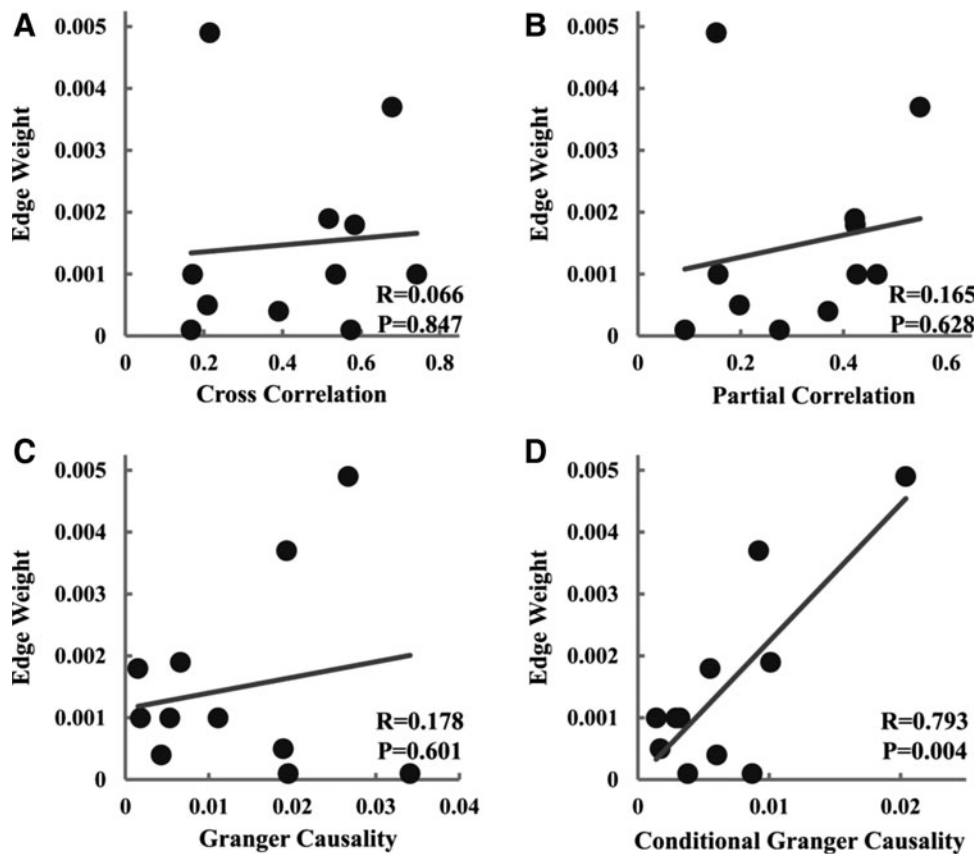 A
Edge Weight
0.005
0.004
0.003
0.002
0.001
0
0
0.2
0.4
0.6
0.8
R=0.066
P=0.847
Cross Correlation
B
Edge Weight
0.005
0.004
0.003
0.002
0.001
0
0
0.2
0.4
0.6
R=0.165
P=0.628
Partial Correlation
C
Edge Weight
0.005
0.004
0.003
0.002
0.001
0
0
0.01
0.02
0.03
0.04
R=0.178
P=0.601
Granger Causality
D
Edge Weight
0.005
0.004
0.003
0.002
0.001
0
0
0.01
0.02
R=0.793
P=0.004
Conditional Granger Causality